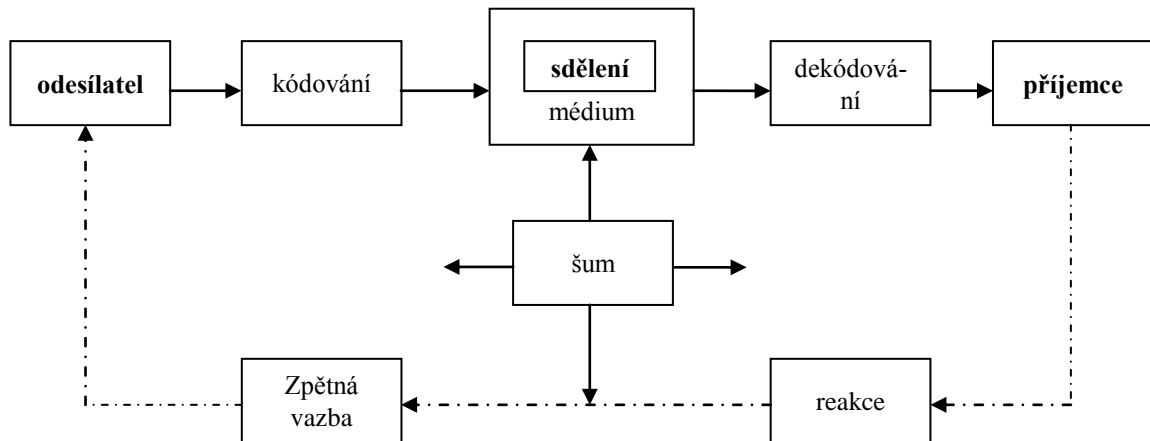 odesílatel
kódování
sdělení
médium
dekódová-
ní
příjemce
šum
Zpětná
vazba
reakce